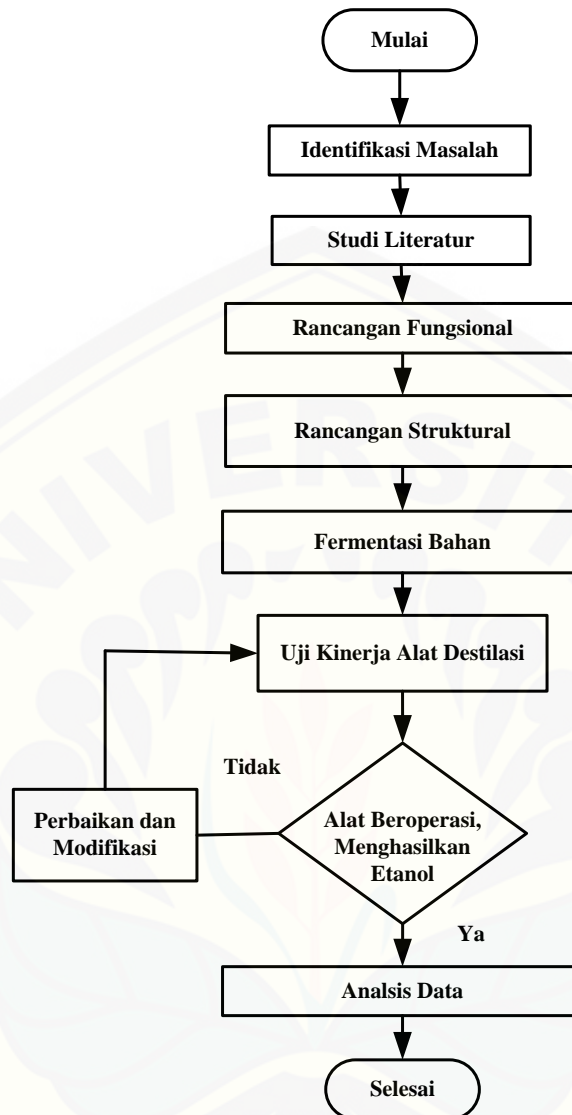 Mulai
Identifikasi Masalah
Studi Literatur
Rancangan Fungsional
Rancangan Struktural
Fermentasi Bahan
Uji Kinerja Alat Destilasi
Tidak
Perbaikan dan
Modifikasi
Alat Beroperasi,
Menghasilkan
Etanol
Ya
Analsis Data
Selesai